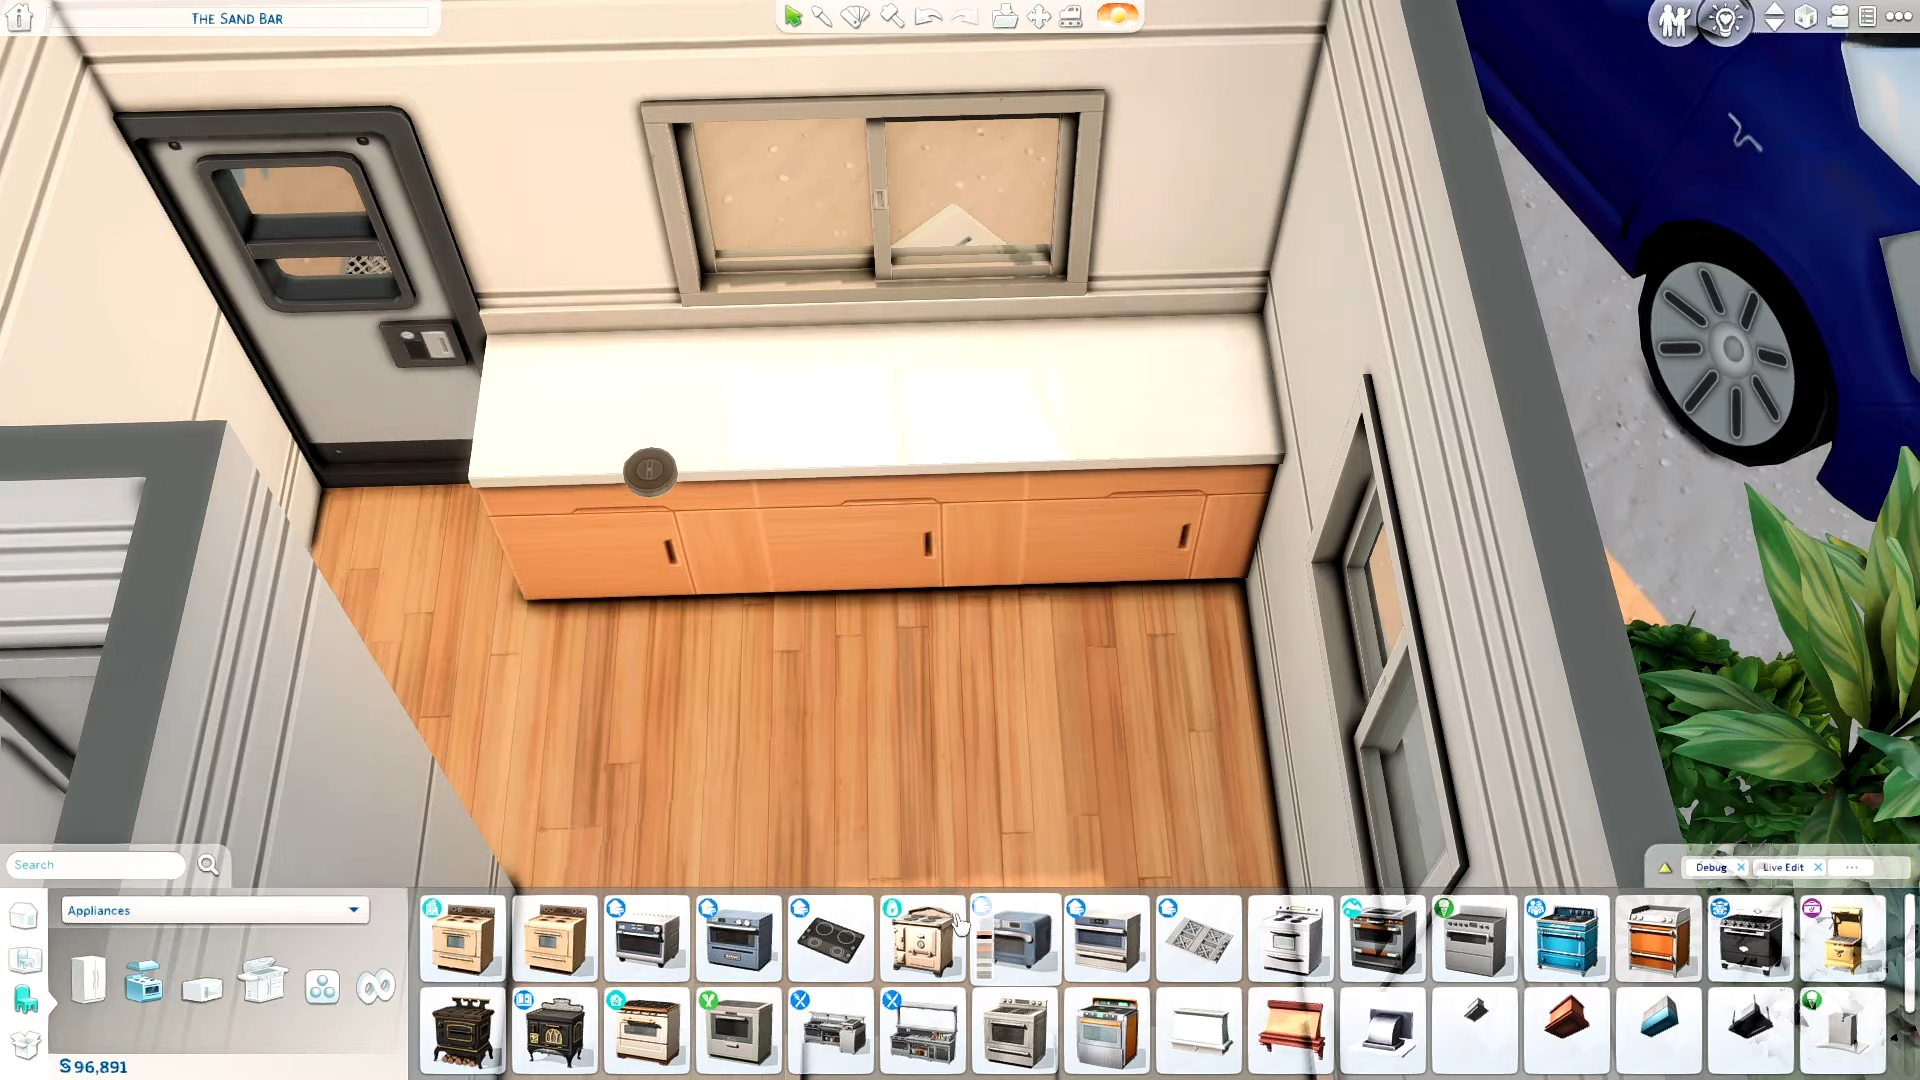 THE SAND BAR
Search
Debug
Live Edit
Appliances
§96,891